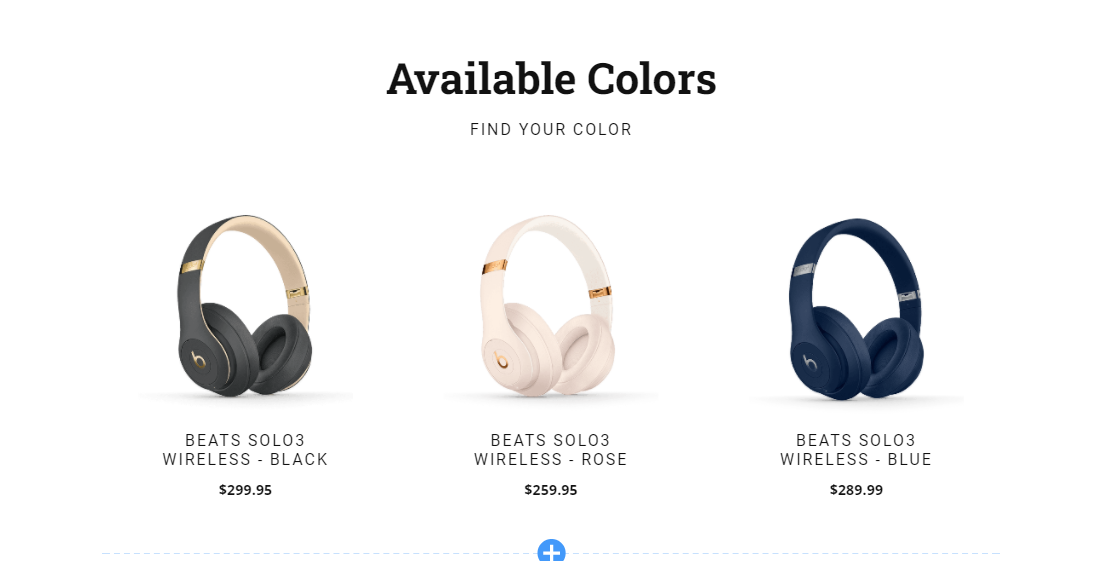 Available Colors
FIND YOUR COLOR
BEATS SOLO3
WIRELESS - BLACK
$299.95
BEATS SOLO3
WIRELESS - ROSE
$259.95
BEATS SOLO3
WIRELESS - BLUE
$289.99